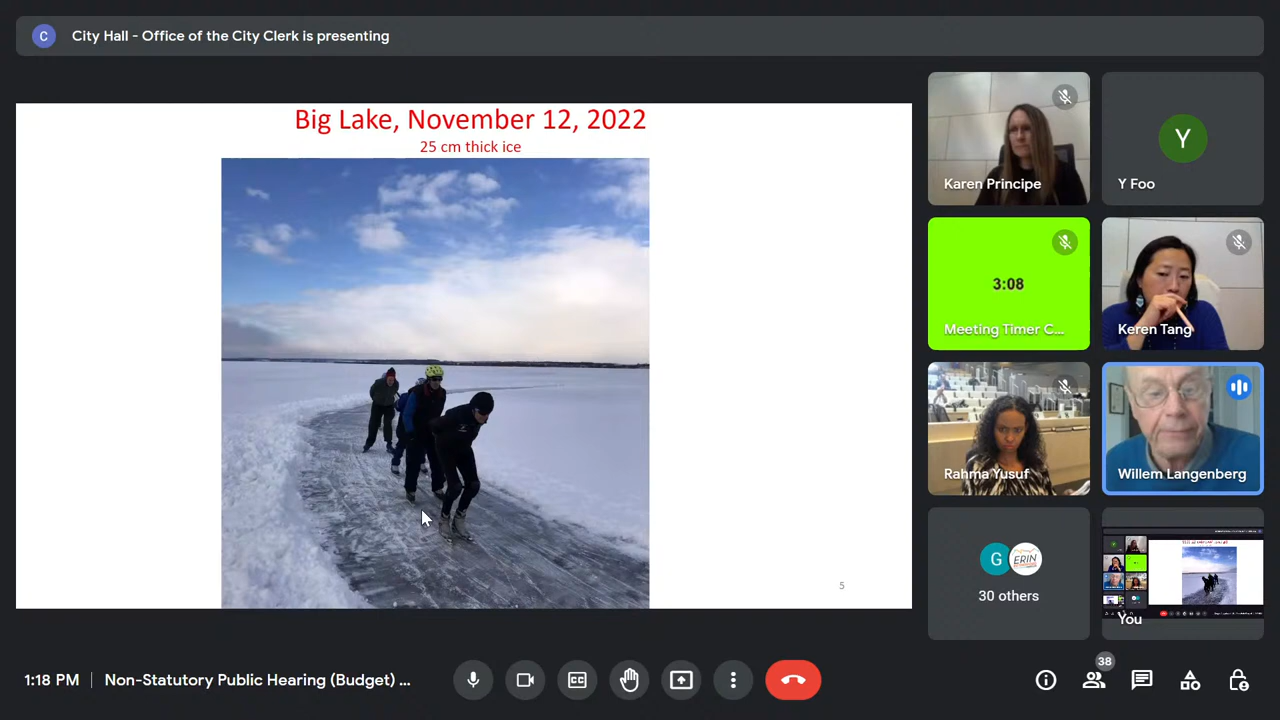 C
City Hall - Office of the City Clerk is presenting
Big Lake, November 12, 2022
25 cm thick ice
5
Karen Principe
Y
Y Foo
3:08
Meeting Timer C...
Keren Tang
Rahma Yusuf
Willem Langenberg
G
ERIN
30 others
You
1:18 PM
Non-Statutory Public Hearing (Budget) ...
CC
38